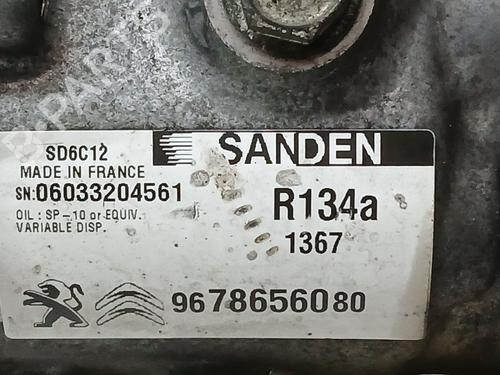 SD6C12
SANDEN
MADE IN FRANCE
SN:06033204561
R134a
OIL : SP-10 or EQUIV.
VARIABLE DISP.
1367
9678656080